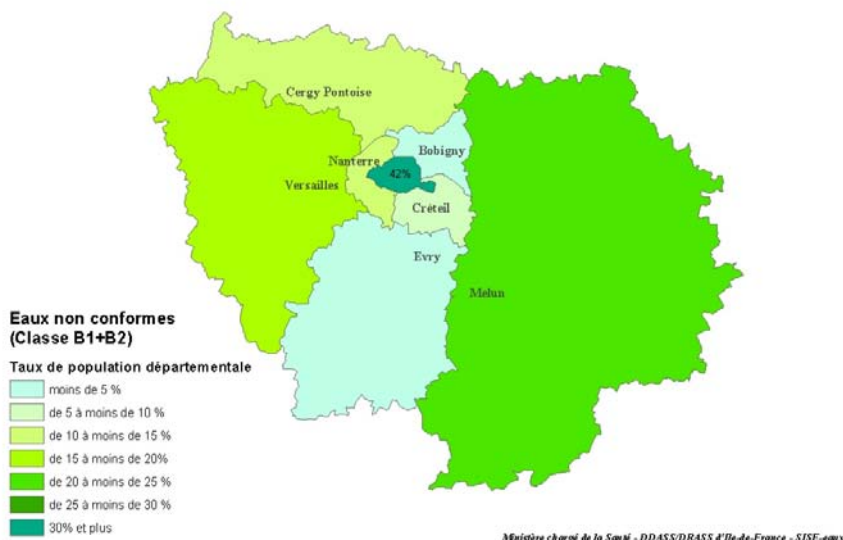 Cergy Pontoise
Bobigny
Nanterre
42%
Versailles
Créteil
Evry
Melun
Eaux non conformes
(Classe B1+B2)
Taux de population départementale
moins de 5 %
de 5 à moins de 10 %
de 10 à moins de 15 %
de 15 à moins de 20%
de 20 à moins de 25 %
de 25 à moins de 30 %
30% et plus
Ministère chargé de la Santé - DDASS/DRASS d'Ile-de-France - SISE-eaux